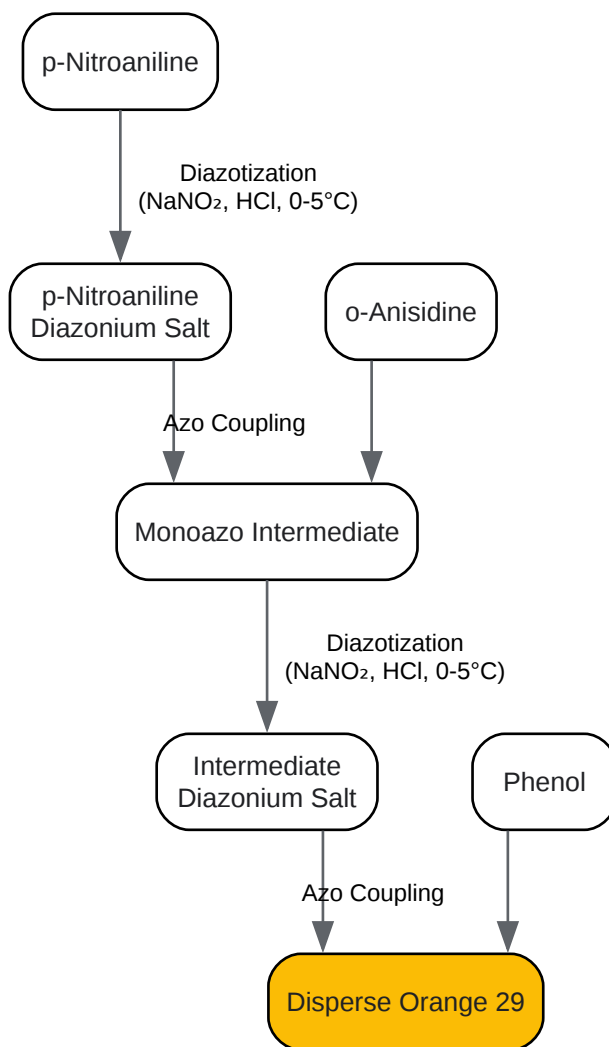 p-Nitroaniline
Diazotization
(NaNO₂, HCl, 0-5°C)
p-Nitroaniline
Diazonium Salt
o-Anisidine
Azo Coupling
Monoazo Intermediate
Diazotization
(NaNO₂, HCl, 0-5°C)
Intermediate
Diazonium Salt
Phenol
Azo Coupling
Disperse Orange 29